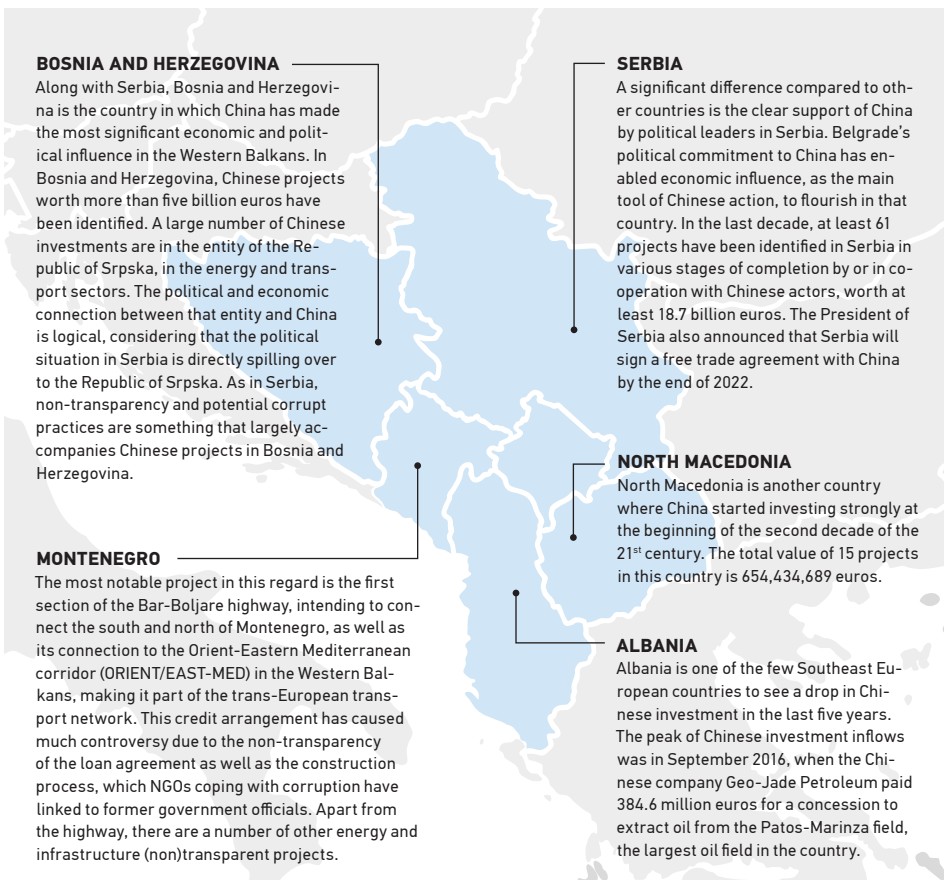 BOSNIA AND HERZEGOVINA
Along with Serbia, Bosnia and Herzegovi-
na is the country in which China has made
the most significant economic and polit-
ical influence in the Western Balkans. In
Bosnia and Herzegovina, Chinese projects
worth more than five billion euros have
been identified. A large number of Chinese
investments are in the entity of the Re-
public of Srpska, in the energy and trans-
port sectors. The political and economic
connection between that entity and China
is logical, considering that the political
situation in Serbia is directly spilling over
to the Republic of Srpska. As in Serbia,
non-transparency and potential corrupt
practices are something that largely ac-
companies Chinese projects in Bosnia and
Herzegovina.
MONTENEGRO
The most notable project in this regard is the first
section of the Bar-Boljare highway, intending to con-
nect the south and north of Montenegro, as well as
its connection to the Orient-Eastern Mediterranean
corridor (ORIENT/EAST-MED) in the Western Bal-
kans, making it part of the trans-European trans-
port network. This credit arrangement has caused
much controversy due to the non-transparency
of the loan agreement as well as the construction
process, which NGOs coping with corruption have
linked to former government officials. Apart from
the highway, there are a number of other energy and
infrastructure (non)transparent projects.
SERBIA
A significant difference compared to oth-
er countries is the clear support of China
by political leaders in Serbia. Belgrade's
political commitment to China has en-
abled economic influence, as the main
tool of Chinese action, to flourish in that
country. In the last decade, at least 61
projects have been identified in Serbia in
various stages of completion by or in co-
operation with Chinese actors, worth at
least 18.7 billion euros. The President of
Serbia also announced that Serbia will
sign a free trade agreement with China
by the end of 2022.
NORTH MACEDONIA
North Macedonia is another country
where China started investing strongly at
the beginning of the second decade of the
21st century. The total value of 15 projects
in this country is 654,434,689 euros.
ALBANIA
Albania is one of the few Southeast Eu-
ropean countries to see a drop in Chi-
nese investment in the last five years.
The peak of Chinese investment inflows
was in September 2016, when the Chi-
nese company Geo-Jade Petroleum paid
384.6 million euros for a concession to
extract oil from the Patos-Marinza field,
the largest oil field in the country.